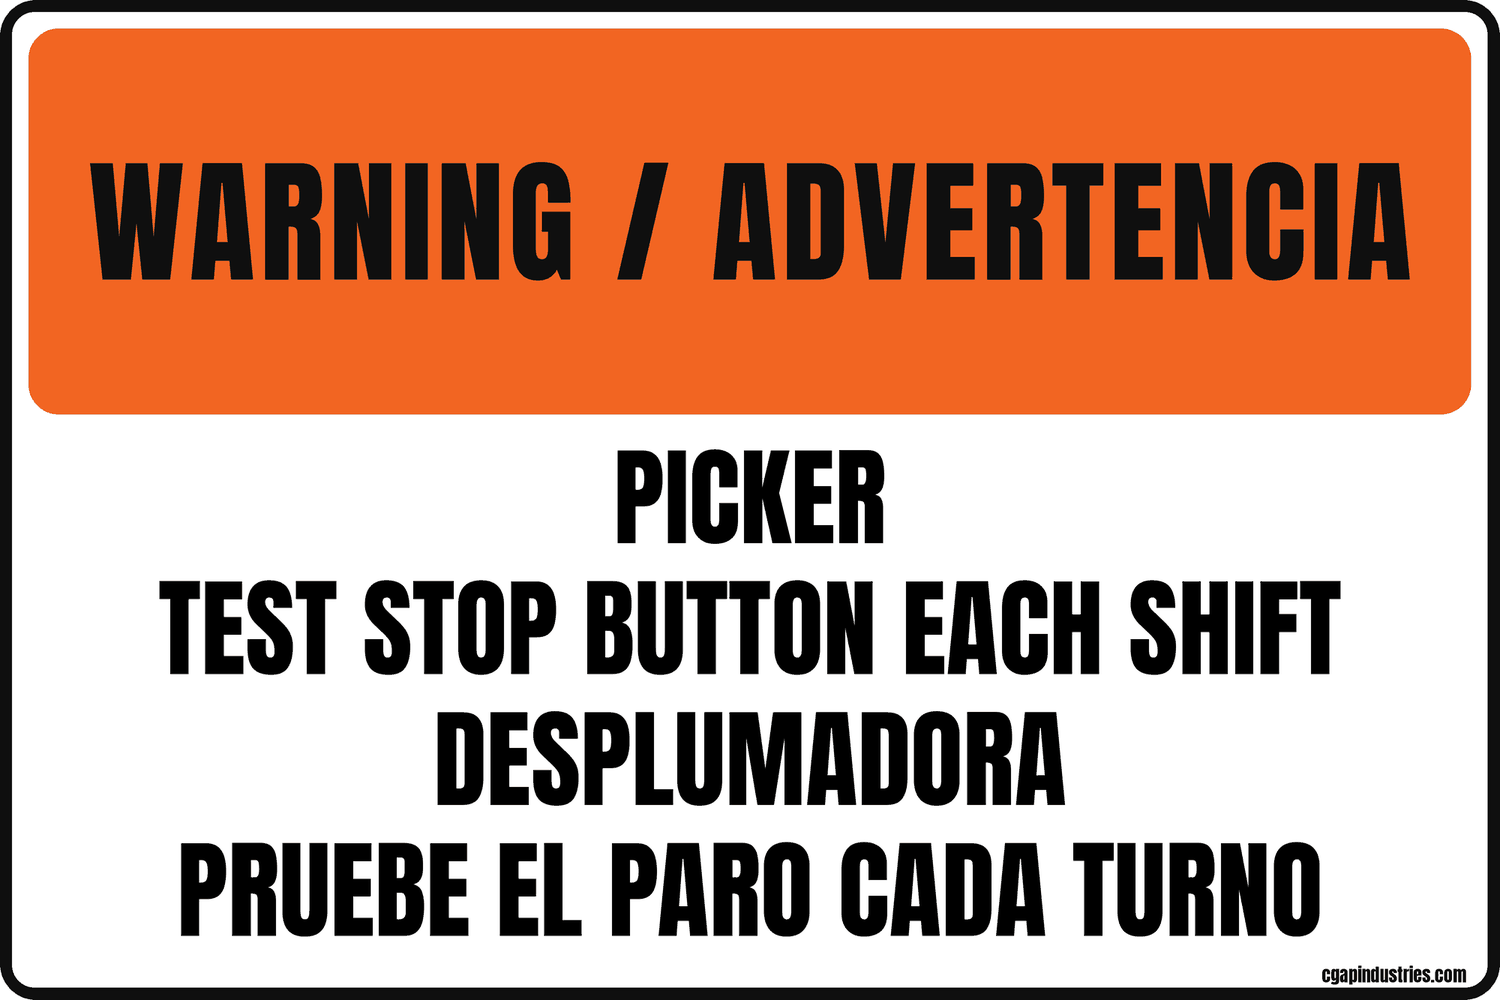 WARNING / ADVERTENCIA
PICKER
TEST STOP BUTTON EACH SHIFT
DESPLUMADORA
PRUEBE EL PARO CADA TURNO
cgapindustries.com